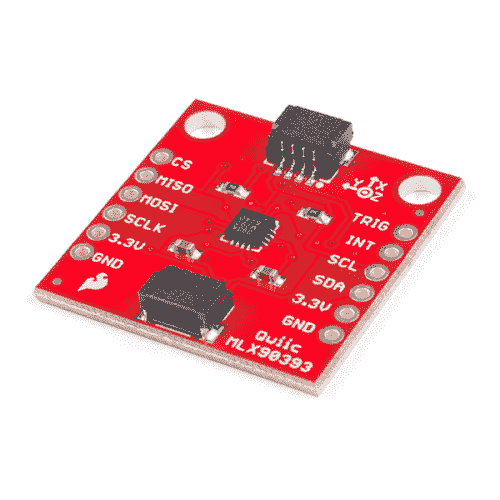 CS
MISO
MOSI
SCLK
3.3V
GND
Y X
Z
TRIG
INT
SCL
SDA
3.3V
GND
Qwiic
MLX90393